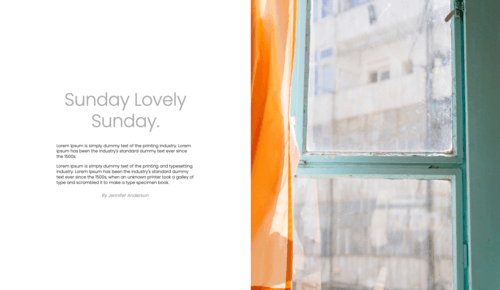 Sunday Lovely
Sunday.
Lorem Ipsum is simply dummy text of the printing industry. Lorem
Ipsum has been the industry's standard dummy text ever since
the 1500s.
Lorem Ipsum is simply dummy text of the printing and typesetting
industry. Lorem Ipsum has been the industry's standard dummy
text ever since the 1500s, when an unknown printer took a galley of
type and scrambled it to make a type specimen book.
By Jennifer Anderson